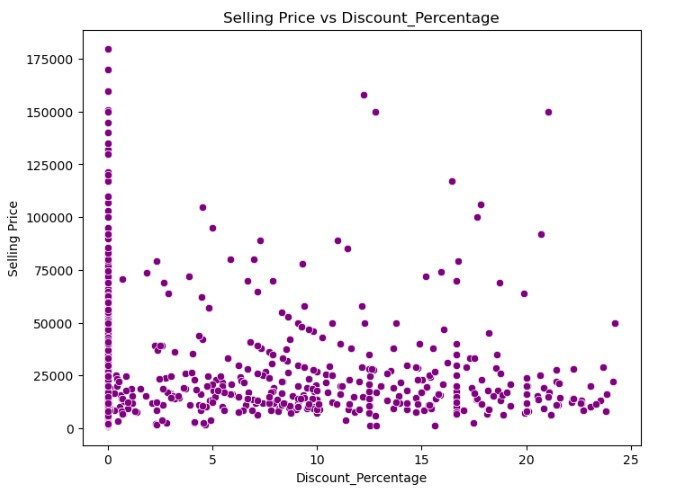 Selling Price vs Discount_Percentage
175000
150000
125000
100000
75000
50000
25000
0
Selling Price
0 5 10 15 20 25
Discount_Percentage